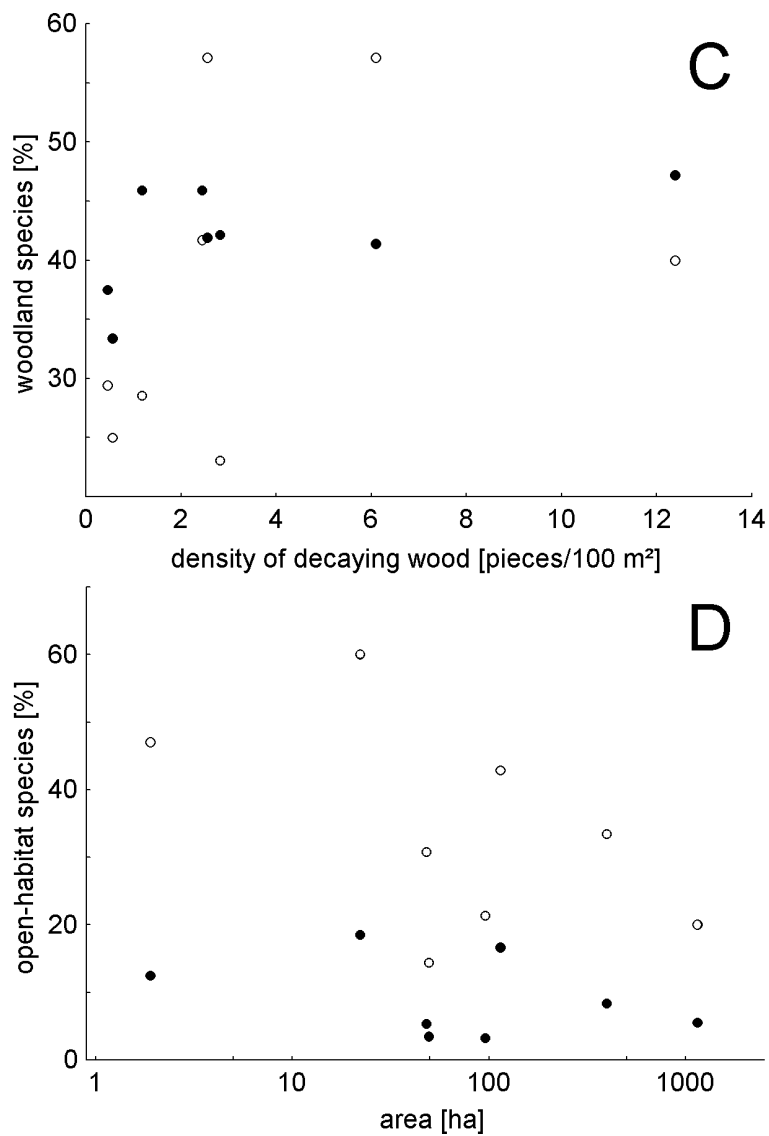 C
60
50
40
30
woodland species [%]
0 2 4 6 8 10 12 14
density of decaying wood [pieces/100 m²]
D
60
40
20
0
open-habitat species [%]
1 10 100 1000
area [ha]